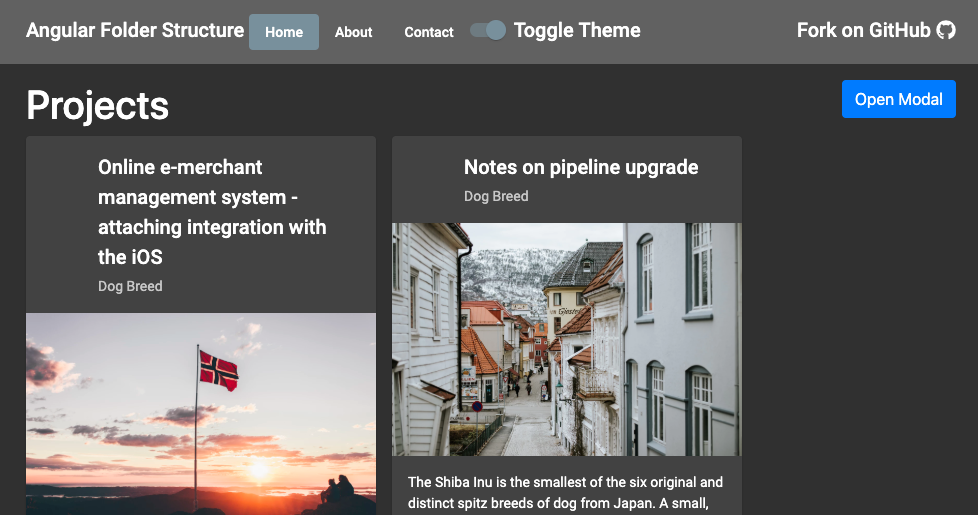 Angular Folder Structure Home About Contact Toggle Theme Fork on GitHub
Projects
Open Modal
Online e-merchant
management system -
attaching integration with
the iOS
Dog Breed
Notes on pipeline upgrade
Dog Breed
The Shiba Inu is the smallest of the six original and
distinct spitz breeds of dog from Japan. A small,